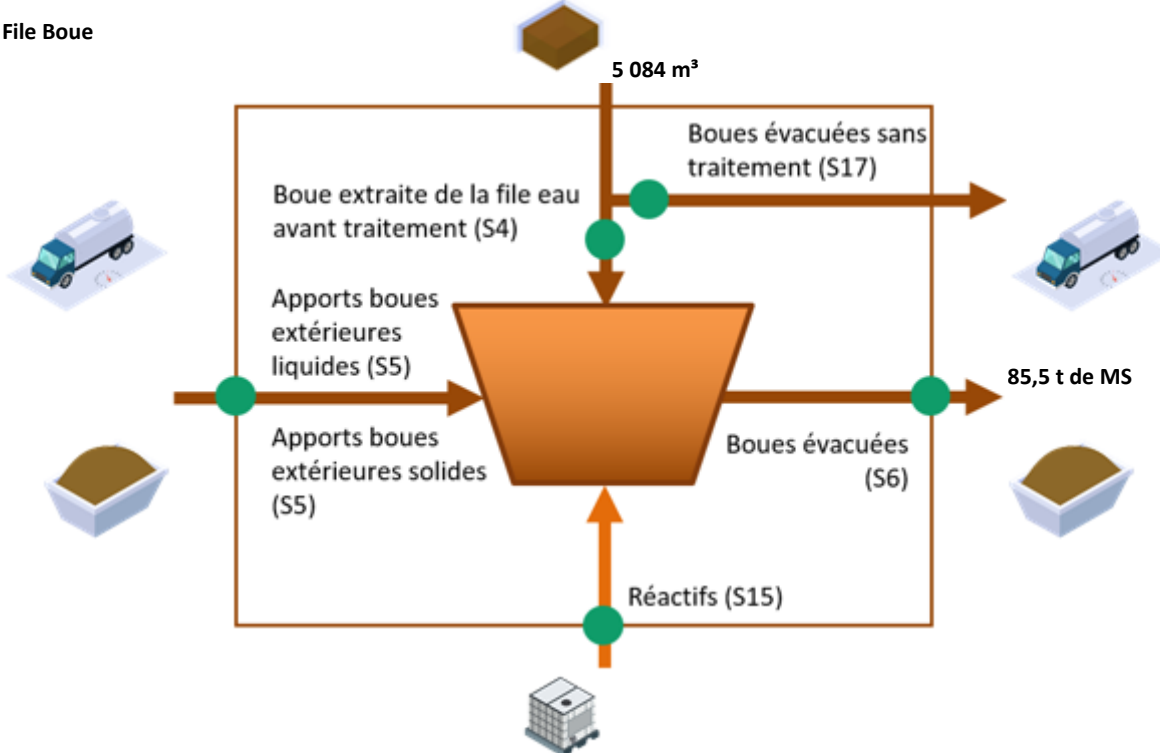 File Boue
5 084 m³
Boues évacuées sans
traitement (S17)
Boue extraite de la file eau
avant traitement (S4)
Apports boues
extérieures
liquides (S5)
85,5 t de MS
Apports boues
extérieures solides
(S5)
Boues évacuées
(S6)
Réactifs (S15)